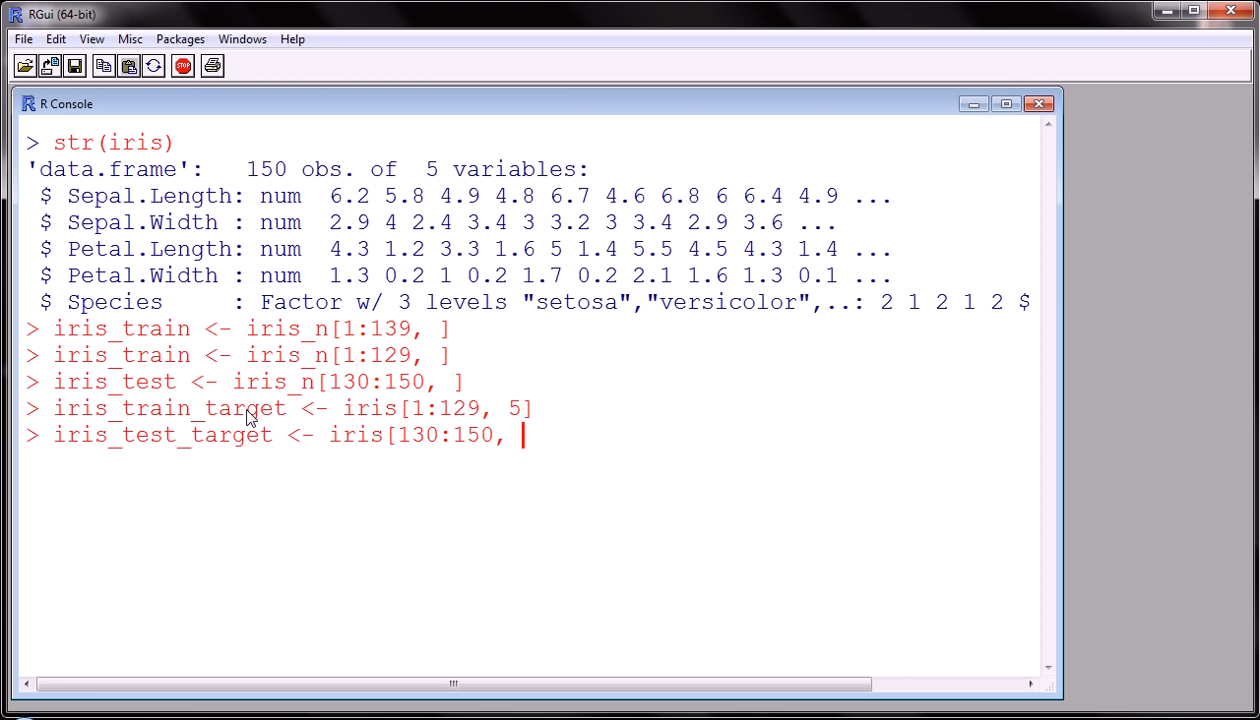 RGui (64-bit)
File Edit View Misc Packages Windows Help
STOP
R Console
> str(iris)
'data.frame':   150 obs. of  5 variables:
 $ Sepal.Length: num  6.2 5.8 4.9 4.8 6.7 4.6 6.8 6 6.4 4.9 ...
 $ Sepal.Width : num  2.9 4 2.4 3.4 3 3.2 3 3.4 2.9 3.6 ...
 $ Petal.Length: num  4.3 1.2 3.3 1.6 5 1.4 5.5 4.5 4.3 1.4 ...
 $ Petal.Width : num  1.3 0.2 1 0.2 1.7 0.2 2.1 1.6 1.3 0.1 ...
 $ Species     : Factor w/ 3 levels "setosa","versicolor",..: 2 1 2 1 2 $
> iris_train <- iris_n[1:139, ]
> iris_train <- iris_n[1:129, ]
> iris_test <- iris_n[130:150, ]
> iris_train_target <- iris[1:129, 5]
> iris_test_target <- iris[130:150,